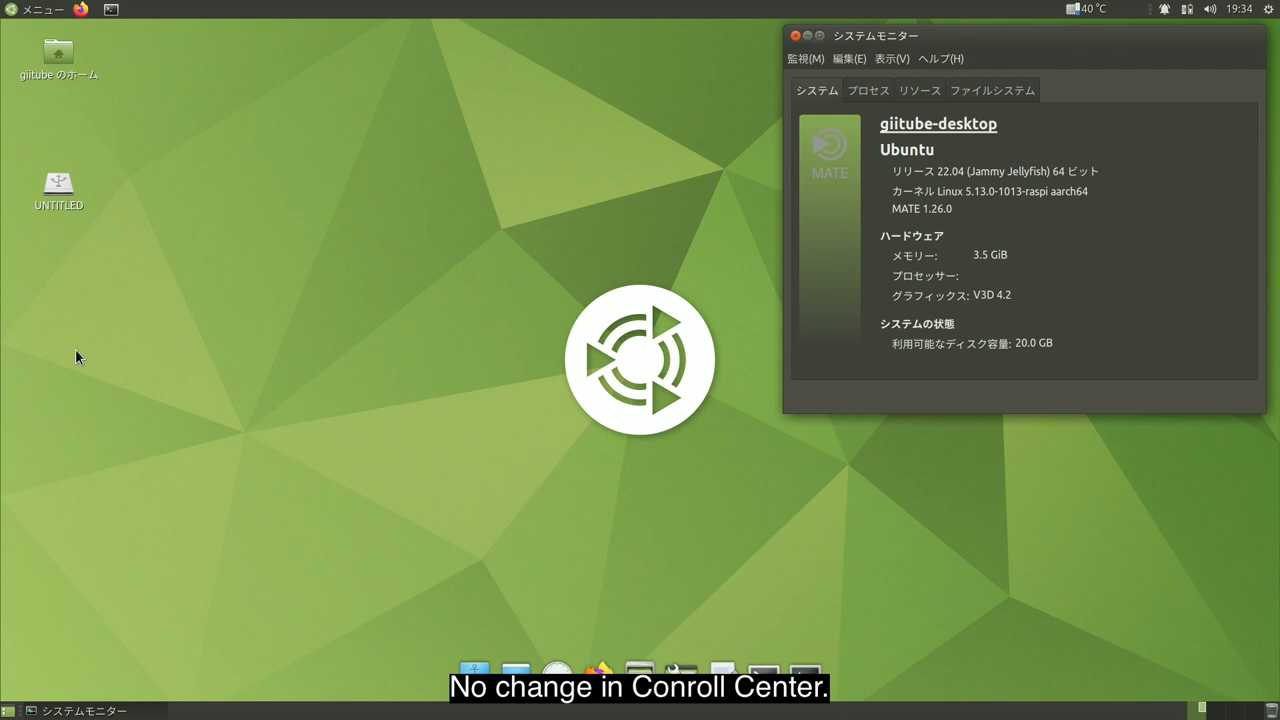 メニュー
40 ℃
19:34
giitube のホーム
UNTITLED
システムモニター
監視(M) 編集(E) 表示(V) ヘルプ(H)
システム プロセス リソース ファイルシステム
MATE
giitube-desktop
Ubuntu
リリース 22.04 (Jammy Jellyfish) 64 ビット
カーネル Linux 5.13.0-1013-raspi aarch64
MATE 1.26.0
ハードウェア
メモリー: 3.5 GiB
プロセッサー:
グラフィックス: V3D 4.2
システムの状態
利用可能なディスク容量: 20.0 GB
No change in Conroll Center.
システムモニター